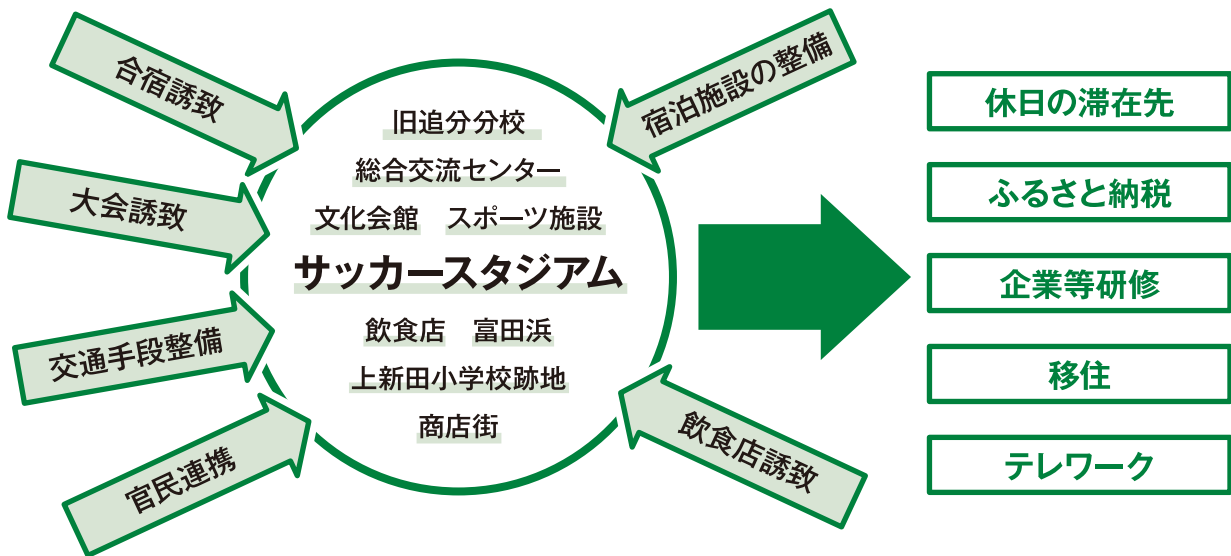 合宿誘致
大会誘致
交通手段整備
官民連携
旧追分分校
総合交流センター
文化会館　スポーツ施設
サッカースタジアム
飲食店　富田浜
上新田小学校跡地
商店街
宿泊施設の整備
飲食店誘致
休日の滞在先
ふるさと納税
企業等研修
移住
テレワーク